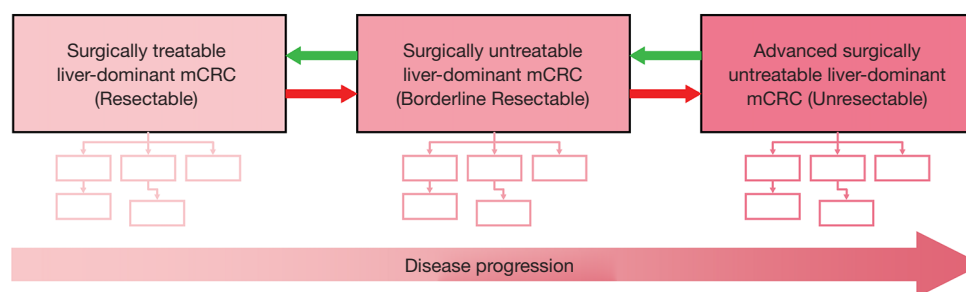 Surgically treatable
liver-dominant mCRC
(Resectable)
Surgically untreatable
liver-dominant mCRC
(Borderline Resectable)
Advanced surgically
untreatable liver-dominant
mCRC (Unresectable)
Disease progression